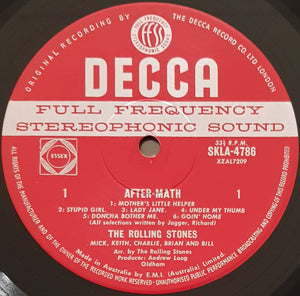 ORIGINAL RECORDING BY
THE DECCA RECORD CO. LTD. LONDON
FULL FREQUENCY
ffss
STEREOPHONIC SOUND
DECCA
FULL FREQUENCY
STEREOPHONIC SOUND
ESSEX
33⅓ R.P.M.
SKLA-4786
XZAL7209
1
AFTER-MATH
1
1: MOTHER'S LITTLE HELPER
2: STUPID GIRL. 3: LADY JANE. 4: UNDER MY THUMB
5: DONCHA BOTHER ME. 6: GOIN' HOME
(All selections written by Jagger, Richard)
THE ROLLING STONES
MICK, KEITH, CHARLIE, BRIAN AND BILL
Arr. by The Rolling Stones
Producer: Andrew Loog
Oldham
Made in Australia by E.M.I. (Australia) Limited.
ALL RIGHTS OF THE MANUFACTURER AND OF THE OWNER OF THE RECORDED WORK RESERVED. UNAUTHORISED PUBLIC PERFORMANCE, BROADCASTING AND COPYING OF THIS RECORD PROHIBITED